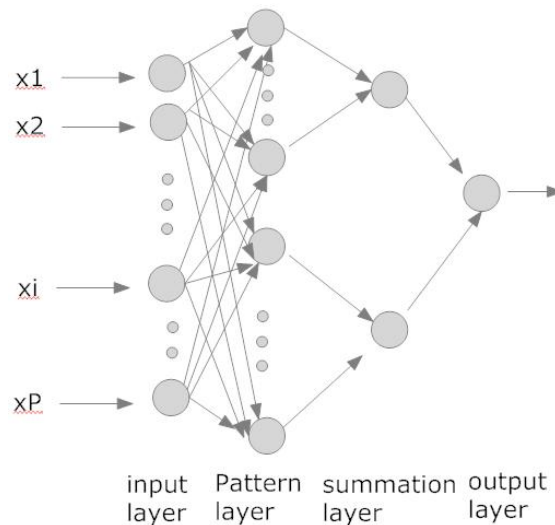 x1
x2
xi
xP
input Pattern summation output
layer layer layer layer